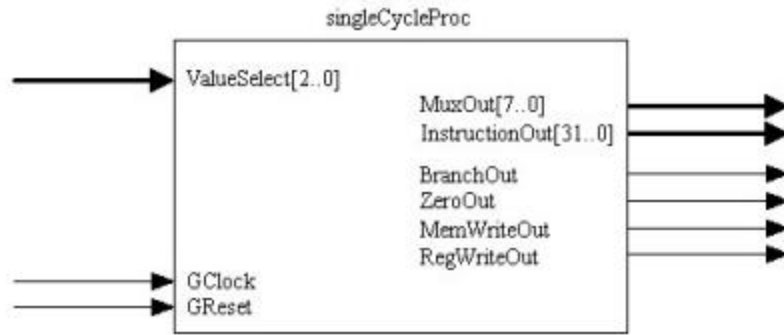 singleCycleProc
ValueSelect[2..0]
MuxOut[7..0]
InstructionOut[31..0]
BranchOut
ZeroOut
MemWriteOut
RegWriteOut
GClock
GReset